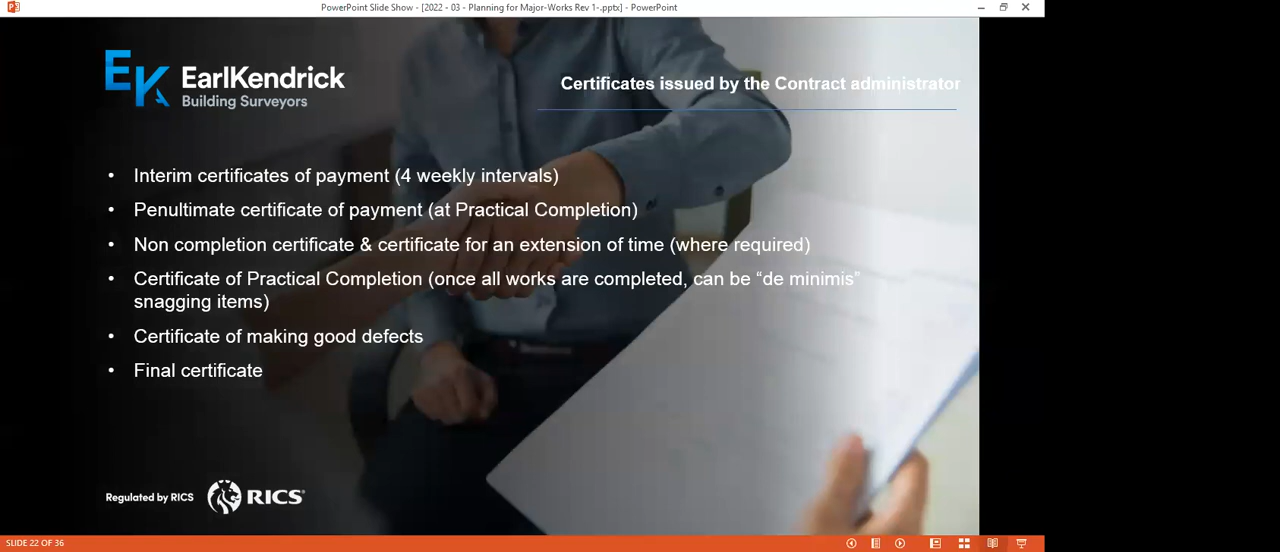 PowerPoint Slide Show - [2022 - 03 - Planning for Major-Works Rev 1-.pptx] - PowerPoint
EK EarlKendrick
Building Surveyors
Certificates issued by the Contract administrator
• Interim certificates of payment (4 weekly intervals)
• Penultimate certificate of payment (at Practical Completion)
• Non completion certificate & certificate for an extension of time (where required)
• Certificate of Practical Completion (once all works are completed, can be “de minimis”
snagging items)
• Certificate of making good defects
• Final certificate
Regulated by RICS
RICS
SLIDE 22 OF 36